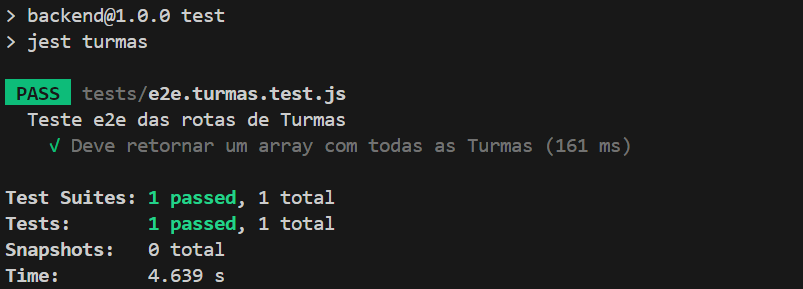 > backend@1.0.0 test
> jest turmas
PASS tests/e2e.turmas.test.js
Teste e2e das rotas de Turmas
√ Deve retornar um array com todas as Turmas (161 ms)
Test Suites: 1 passed, 1 total
Tests: 1 passed, 1 total
Snapshots: 0 total
Time: 4.639 s